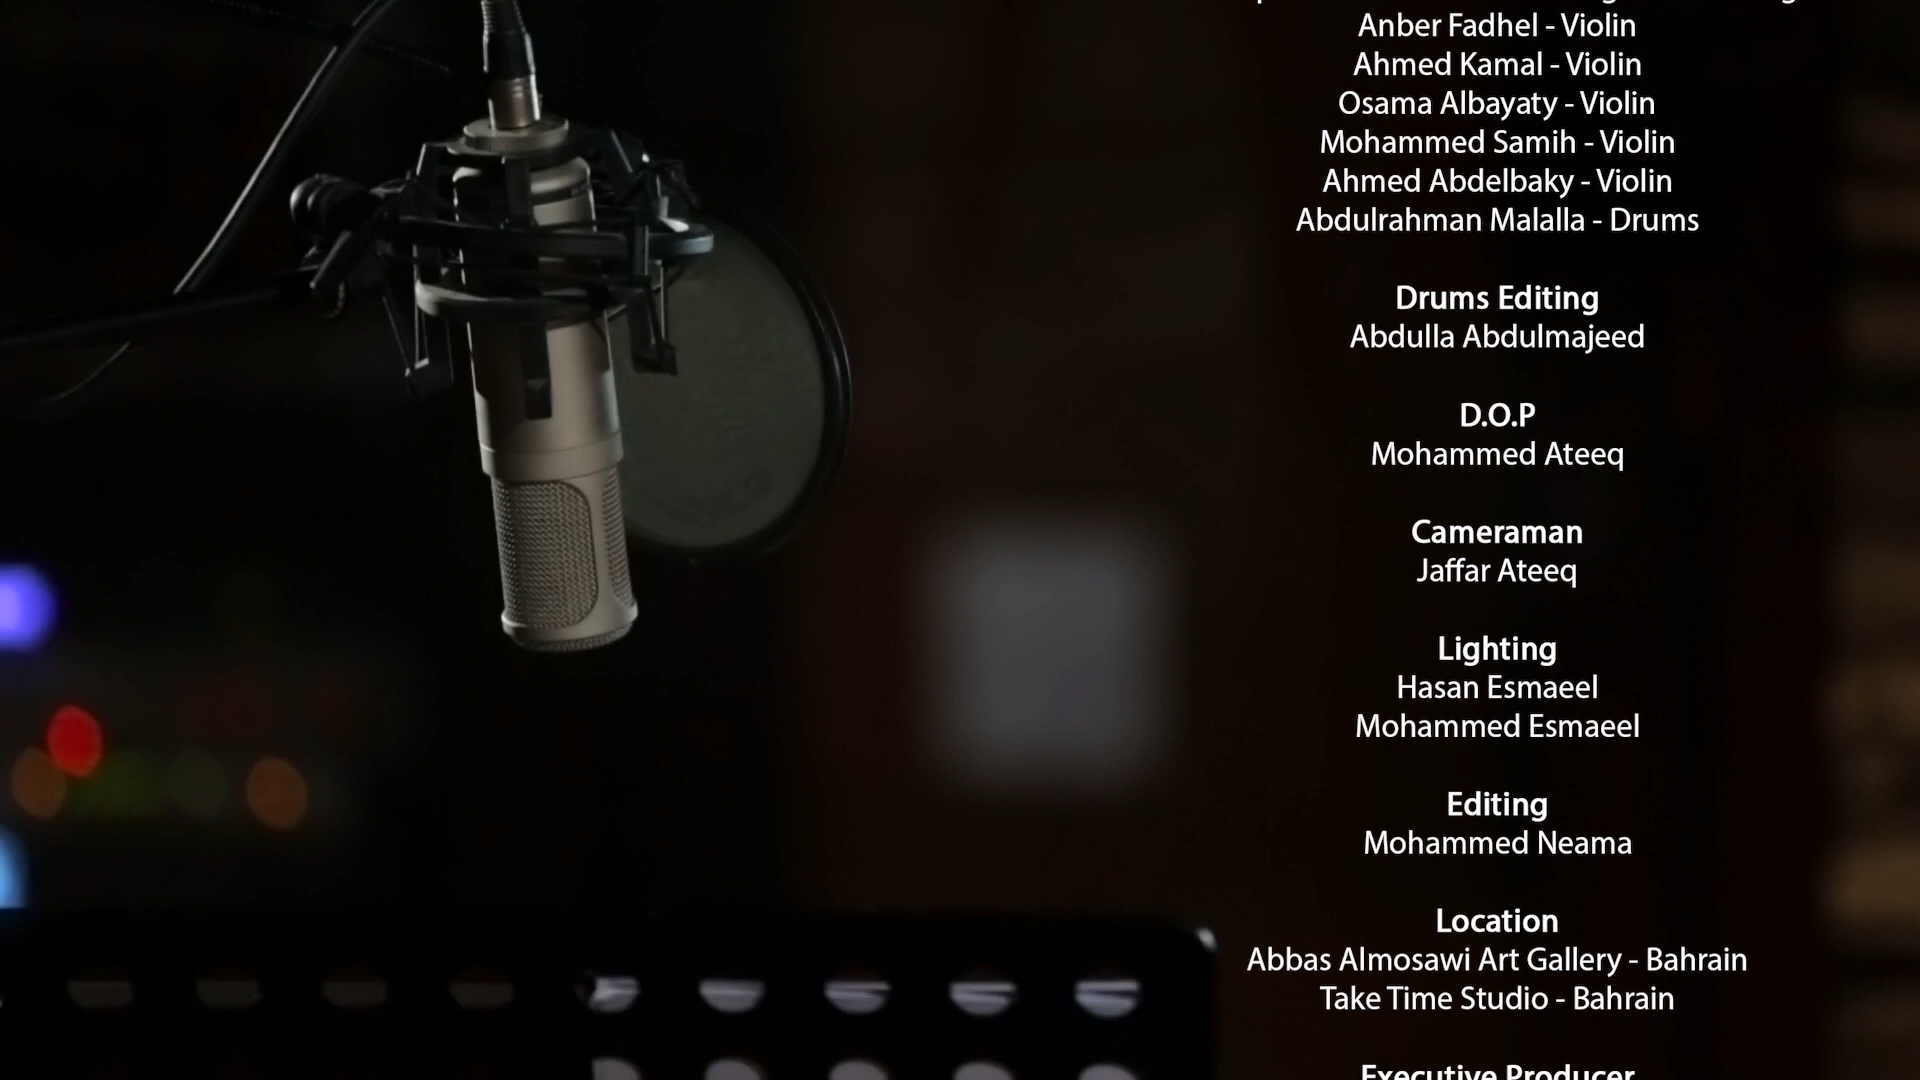 Anber Fadhel - Violin
Ahmed Kamal - Violin
Osama Albayaty - Violin
Mohammed Samih - Violin
Ahmed Abdelbaky - Violin
Abdulrahman Malalla - Drums
Drums Editing
Abdulla Abdulmajeed
D.O.P
Mohammed Ateeq
Cameraman
Jaffar Ateeq
Lighting
Hasan Esmaeel
Mohammed Esmaeel
Editing
Mohammed Neama
Location
Abbas Almosawi Art Gallery - Bahrain
Take Time Studio - Bahrain
Executive Producer